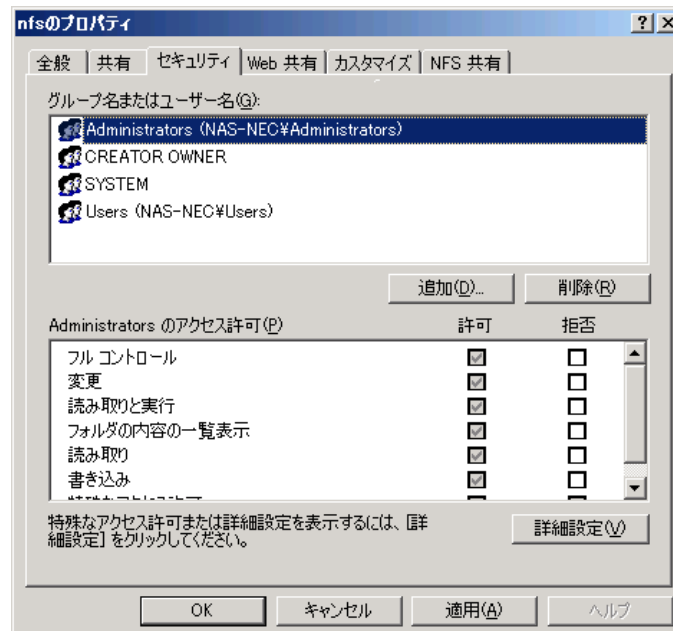 nfsのプロパティ
全般 共有 セキュリティ Web 共有 カスタマイズ NFS 共有
グループ名またはユーザー名(G):
Administrators (NAS-NEC¥Administrators)
CREATOR OWNER
SYSTEM
Users (NAS-NEC¥Users)
追加(D)... 削除(R)
Administrators のアクセス許可(P) 許可 拒否
フル コントロール
変更
読み取りと実行
フォルダの内容の一覧表示
読み取り
書き込み
特殊なアクセス許可または詳細設定を表示するには、[詳
細設定] をクリックしてください。
詳細設定(V)
OK キャンセル 適用(A) ヘルプ